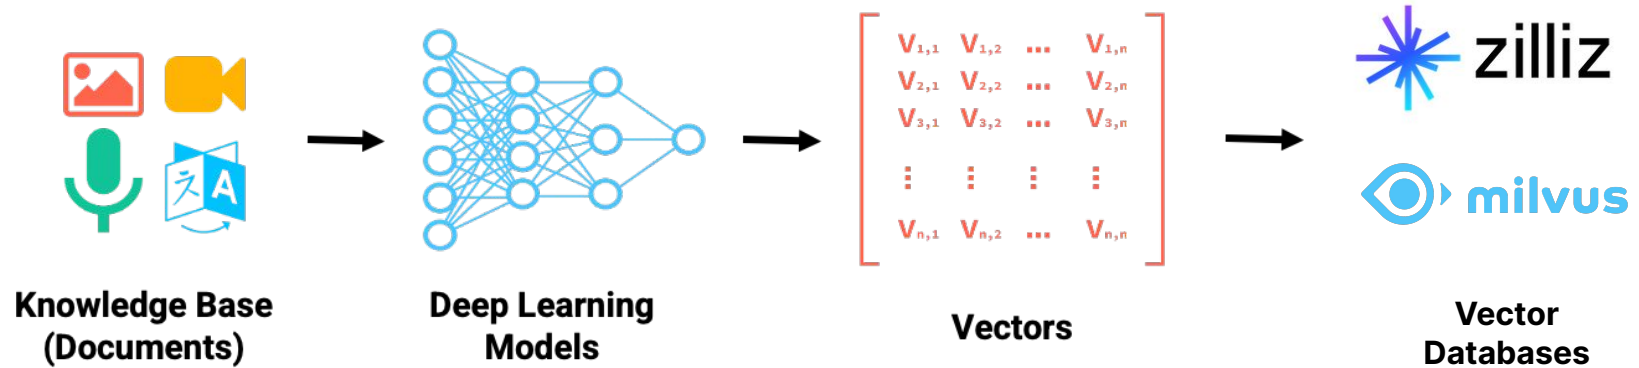 文 A
V1,1 V1,2 ... V1,n
V2,1 V2,2 ... V2,n
V3,1 V3,2 ... V3,n
⋮ ⋮ ⋮ ⋮
Vn,1 Vn,2 ... Vn,n
zilliz
milvus
Knowledge Base
(Documents)
Deep Learning
Models
Vectors
Vector
Databases